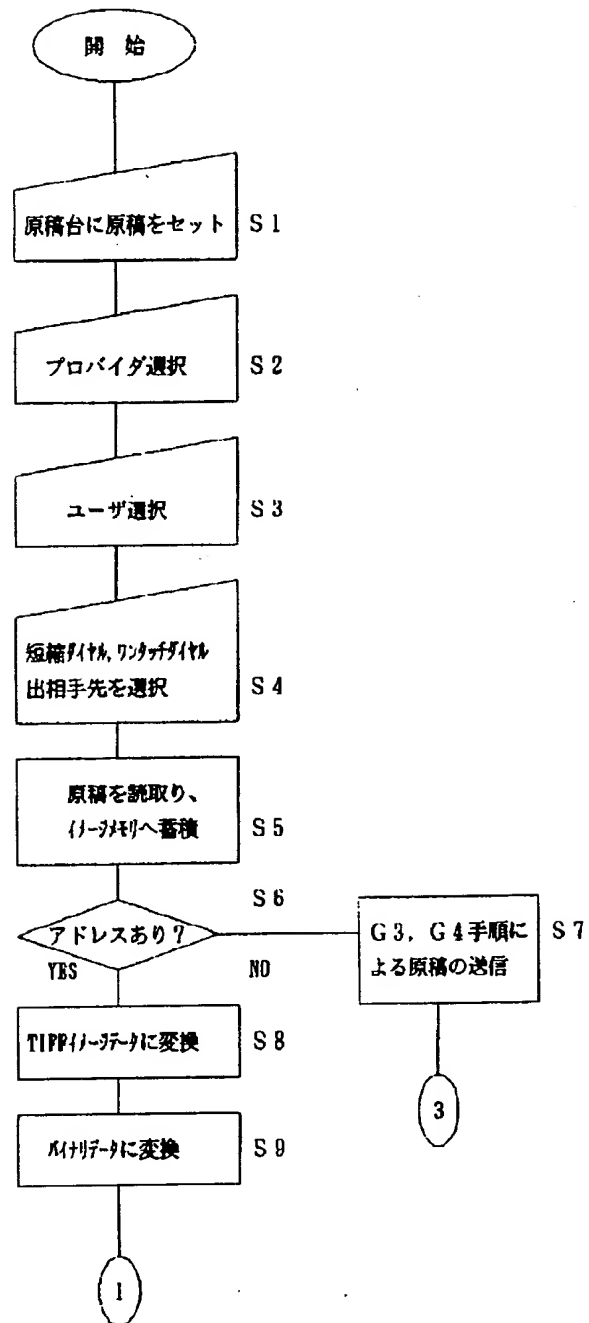 開 始
原稿台に原稿をセット S1
プロバイダ選択 S2
ユーザ選択 S3
短縮ダイヤル,ワンタッチダイヤル
出相手先を選択 S4
原稿を読取り、
イメージメモリへ蓄積 S5
S6
アドレスあり?
YES NO
G3, G4手順に S7
よる原稿の送信
TIFFイメージデータに変換 S8
3
バイナリデータに変換 S9
1